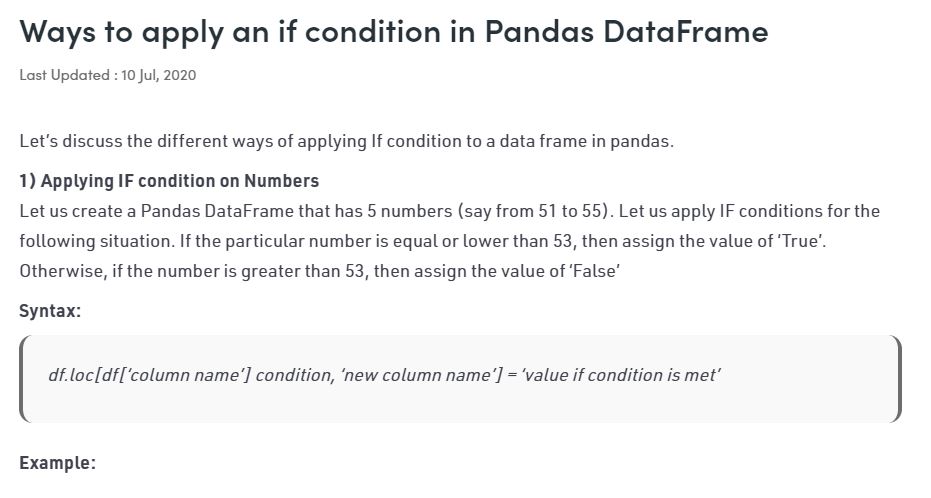 Ways to apply an if condition in Pandas DataFrame
Last Updated : 10 Jul, 2020
Let’s discuss the different ways of applying If condition to a data frame in pandas.
1) Applying IF condition on Numbers
Let us create a Pandas DataFrame that has 5 numbers (say from 51 to 55). Let us apply IF conditions for the
following situation. If the particular number is equal or lower than 53, then assign the value of ‘True’.
Otherwise, if the number is greater than 53, then assign the value of ‘False’
Syntax:
df.loc[df[‘column name’] condition, ‘new column name’] = ‘value if condition is met’
Example: